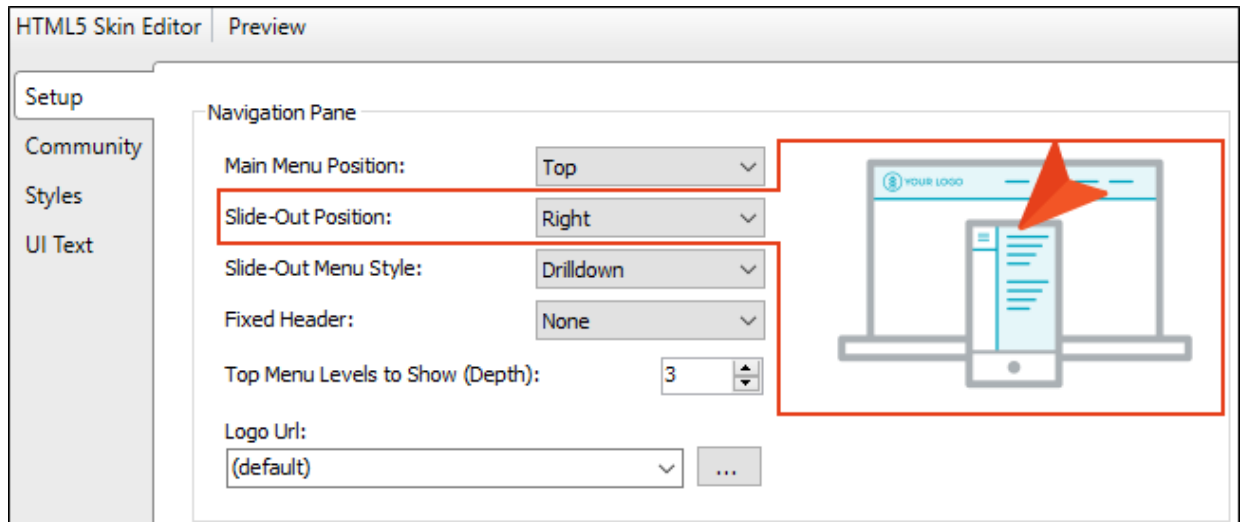 HTML5 Skin Editor Preview
Setup
Community
Styles
UI Text
Navigation Pane
Main Menu Position: Top
Slide-Out Position: Right
Slide-Out Menu Style: Drilldown
Fixed Header: None
Top Menu Levels to Show (Depth): 3
Logo Url:
(default) ...
YOUR LOGO